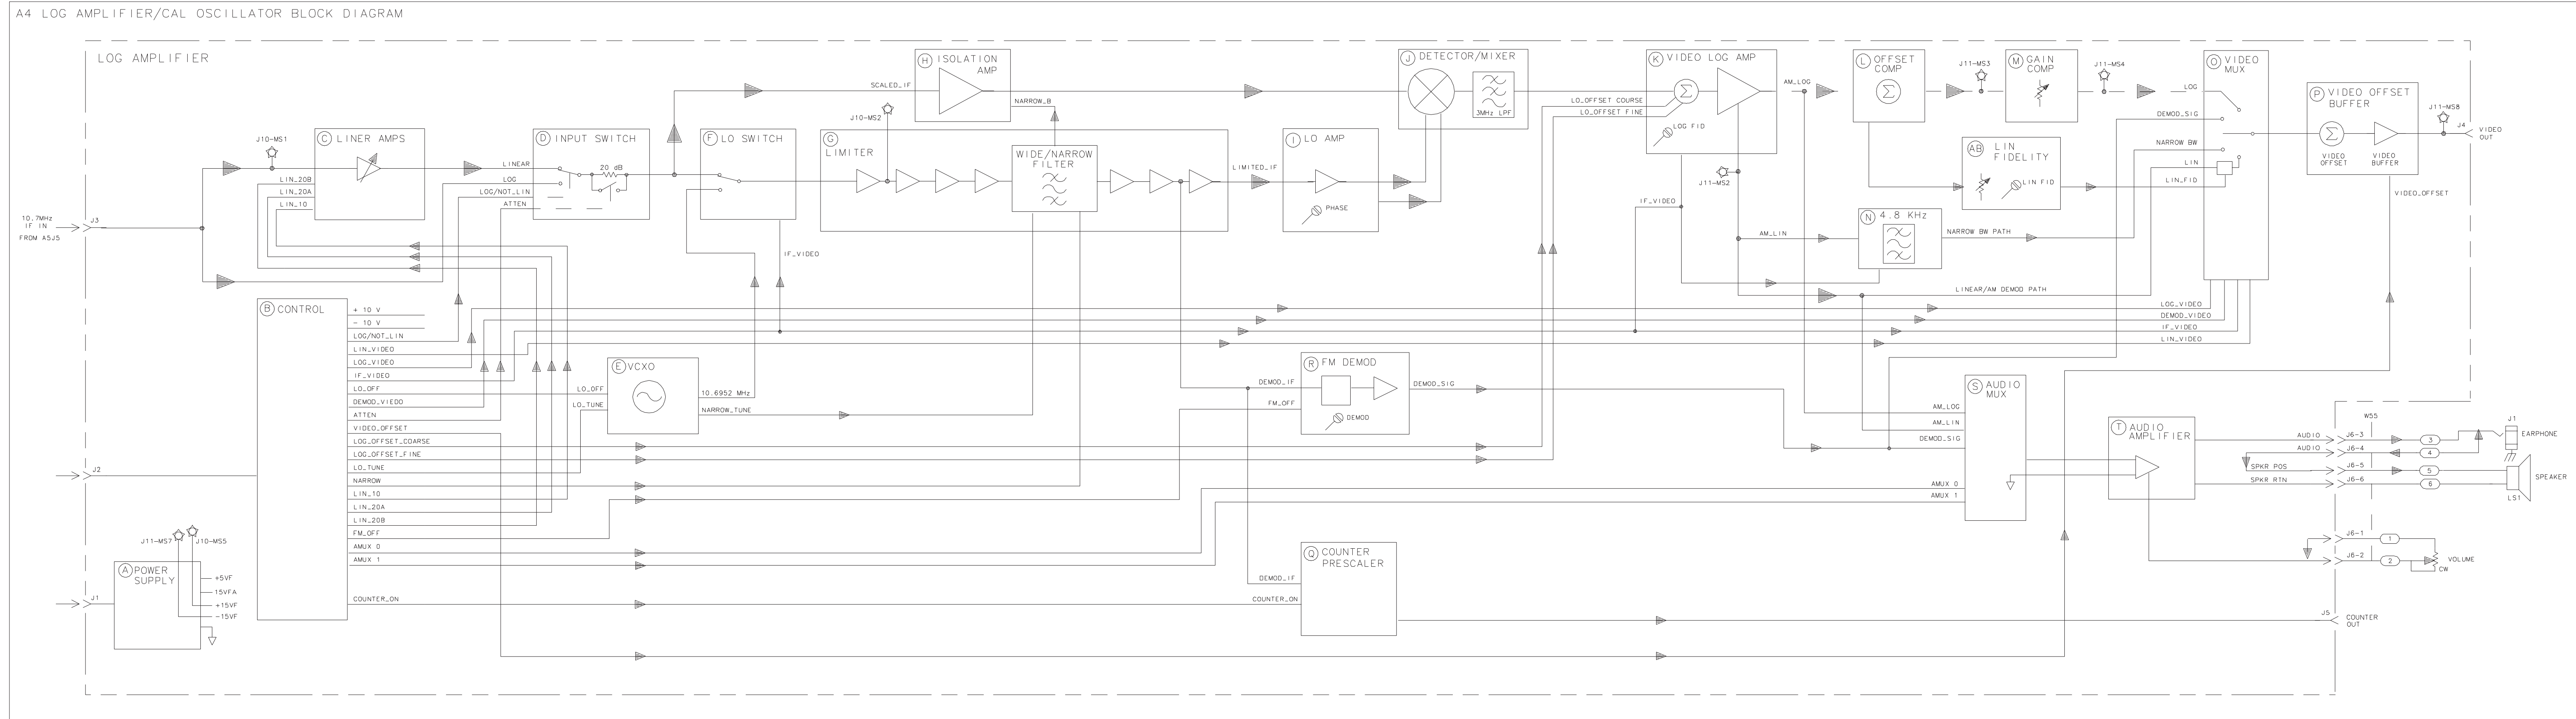 A4 LOG AMPLIFIER/CAL OSCILLATOR BLOCK DIAGRAM
LOG AMPLIFIER
10.7MHz
IF IN
FROM A5J5
J3
J10-MS1
LIN_20B
LIN_20A
LIN_10
C LINER AMPS
LINEAR
LOG
LOG/NOT_LIN
ATTEN
D INPUT SWITCH
20 dB
SCALED_IF
F LO SWITCH
IF_VIDEO
H ISOLATION
AMP
NARROW_B
J10-MS2
G
LIMITER
WIDE/NARROW
FILTER
LIMITED_IF
I LO AMP
PHASE
J DETECTOR/MIXER
3MHz LPF
LO_OFFSET COURSE
LO_OFFSET FINE
K VIDEO LOG AMP
LOG FID
J11-MS2
IF_VIDEO
AM_LOG
AM_LIN
L OFFSET
COMP
J11-MS3
M GAIN
COMP
J11-MS4
AB LIN
FIDELITY
LIN FID
N 4.8 KHz
NARROW BW PATH
LINEAR/AM DEMOD PATH
LOG
DEMOD_SIG
NARROW BW
LIN
LIN_FID
O VIDEO
MUX
LOG_VIDEO
DEMOD_VIDEO
IF_VIDEO
LIN_VIDEO
P VIDEO OFFSET
BUFFER
VIDEO
OFFSET
VIDEO
BUFFER
VIDEO_OFFSET
J11-MS8
J4
VIDEO
OUT
B CONTROL
+ 10 V
- 10 V
LOG/NOT_LIN
LIN_VIDEO
LOG_VIDEO
IF_VIDEO
LO_OFF
DEMOD_VIEDO
ATTEN
VIDEO_OFFSET
LOG_OFFSET_COARSE
LOG_OFFSET_FINE
LO_TUNE
NARROW
LIN_10
LIN_20A
LIN_20B
FM_OFF
AMUX 0
AMUX 1
COUNTER_ON
J2
LO_OFF
LO_TUNE
E VCXO
10.6952 MHz
NARROW_TUNE
DEMOD_IF
FM_OFF
R FM DEMOD
DEMOD
DEMOD_SIG
AM_LOG
AM_LIN
DEMOD_SIG
AMUX 0
AMUX 1
S AUDIO
MUX
T AUDIO
AMPLIFIER
AUDIO
AUDIO
SPKR POS
SPKR RTN
W55
J6-3
J6-4
J6-5
J6-6
J6-1
J6-2
3
4
5
6
1
2
J1
EARPHONE
SPEAKER
LS1
VOLUME
CW
J11-MS7
J10-MS5
J1
A POWER
SUPPLY
+5VF
15VFA
+15VF
-15VF
DEMOD_IF
COUNTER_ON
Q COUNTER
PRESCALER
J5
COUNTER
OUT